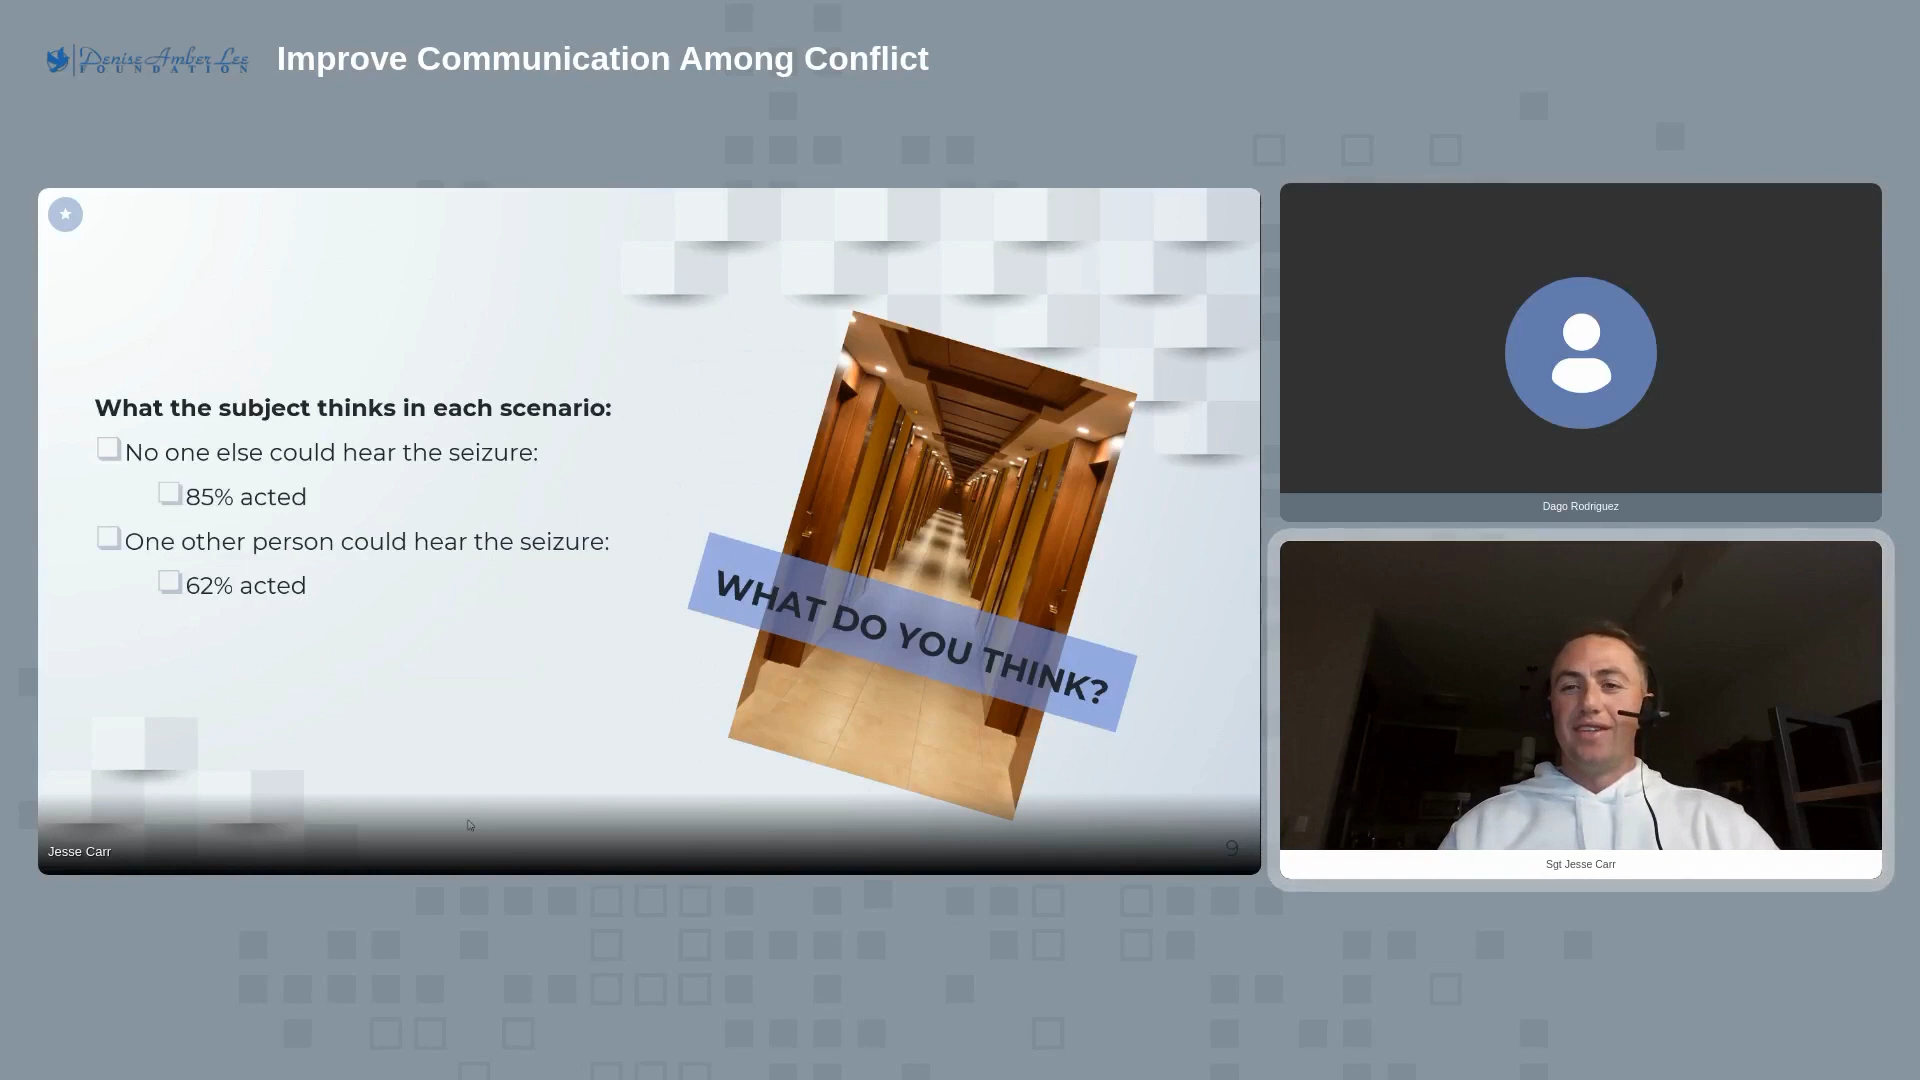 Denise Amber Lee
FOUNDATION
Improve Communication Among Conflict
What the subject thinks in each scenario:
No one else could hear the seizure:
85% acted
One other person could hear the seizure:
62% acted
WHAT DO YOU THINK?
Jesse Carr
9
Dago Rodriguez
Sgt Jesse Carr